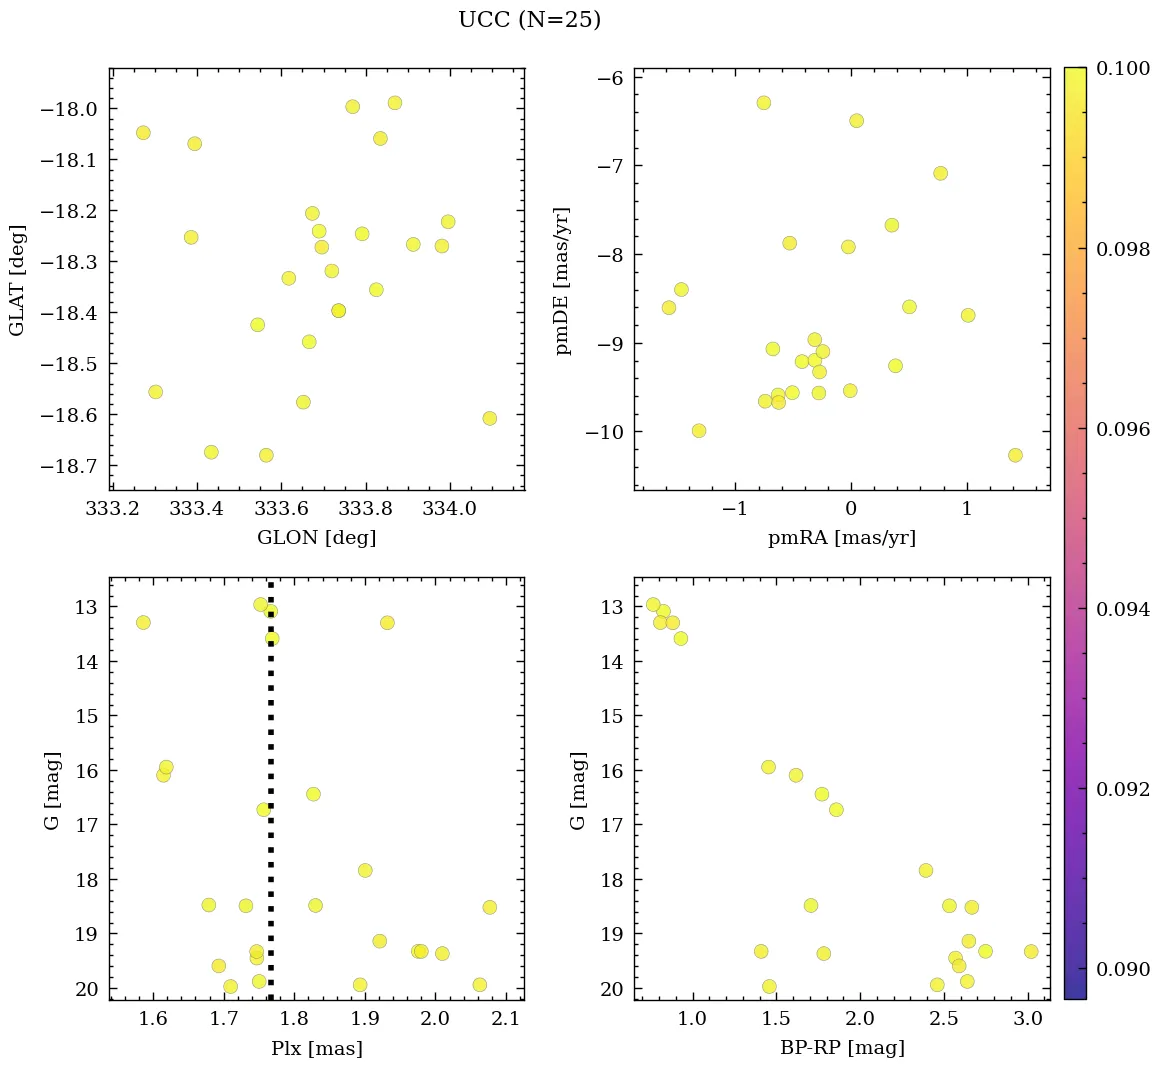 UCC (N=25)
−18.0
−18.1
−18.2
−18.3
−18.4
−18.5
−18.6
−18.7
GLAT [deg]
333.2 333.4 333.6 333.8 334.0
GLON [deg]
−6
−7
−8
−9
−10
pmDE [mas/yr]
−1 0 1
pmRA [mas/yr]
0.100
0.098
0.096
0.094
0.092
0.090
13
14
15
16
17
18
19
20
G [mag]
1.6 1.7 1.8 1.9 2.0 2.1
Plx [mas]
13
14
15
16
17
18
19
20
G [mag]
1.0 1.5 2.0 2.5 3.0
BP-RP [mag]